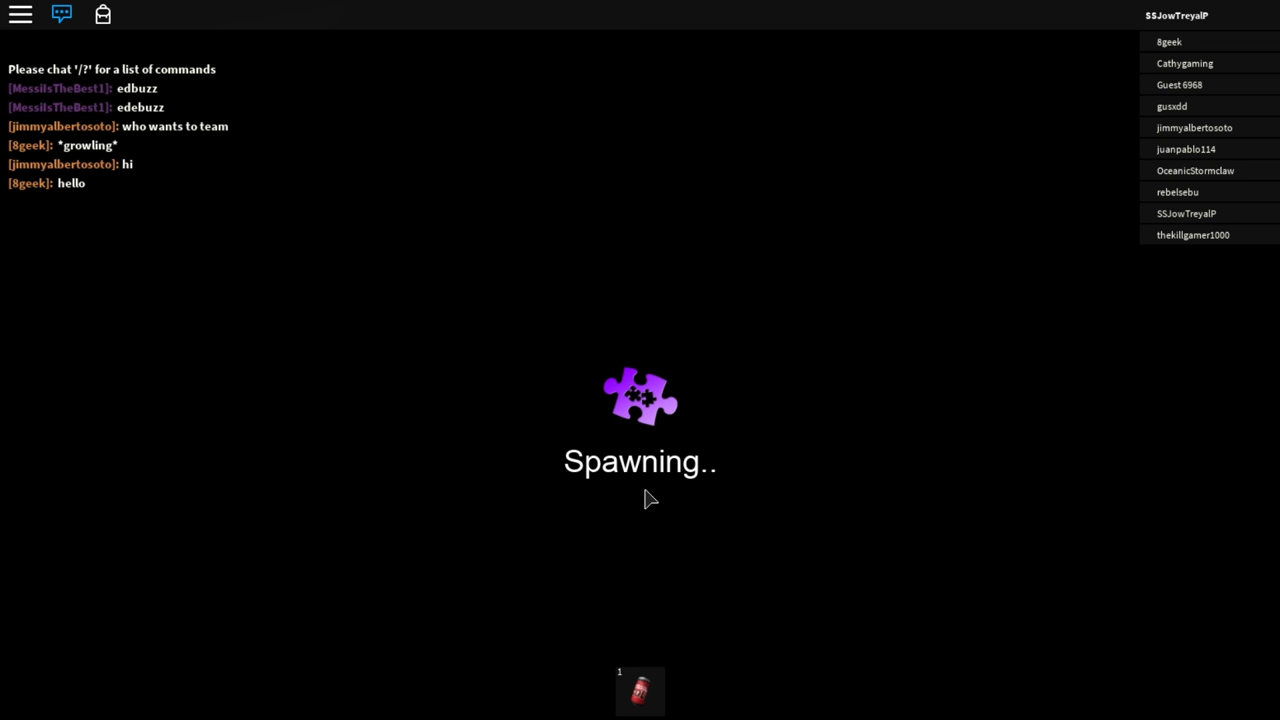 SSJowTreyalP
Please chat '/?' for a list of commands
[MessiIsTheBest1]: edbuzz
[MessiIsTheBest1]: edebuzz
[jimmyalbertosoto]: who wants to team
[8geek]: *growling*
[jimmyalbertosoto]: hi
[8geek]: hello
8geek
Cathygaming
Guest 6968
gusxdd
jimmyalbertosoto
juanpablo114
OceanicStormclaw
rebelsebu
SSJowTreyalP
thekillgamer1000
Spawning..
1